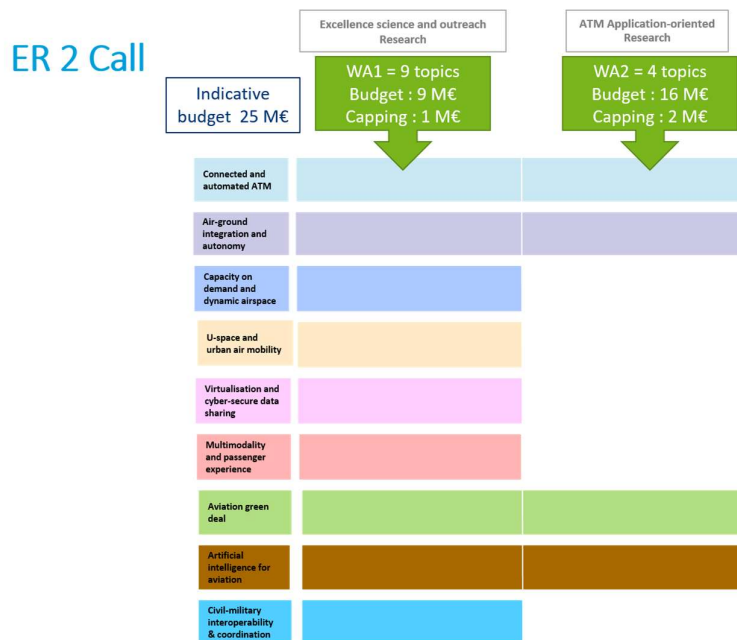 ER 2 Call
Indicative
budget 25 M€
Excellence science and outreach
Research
WA1 = 9 topics
Budget : 9 M€
Capping : 1 M€
ATM Application-oriented
Research
WA2 = 4 topics
Budget : 16 M€
Capping : 2 M€
Connected and
automated ATM
Air-ground
integration and
autonomy
Capacity on
demand and
dynamic airspace
U-space and
urban air mobility
Virtualisation and
cyber-secure data
sharing
Multimodality
and passenger
experience
Aviation green
deal
Artificial
intelligence for
aviation
Civil-military
interoperability
& coordination